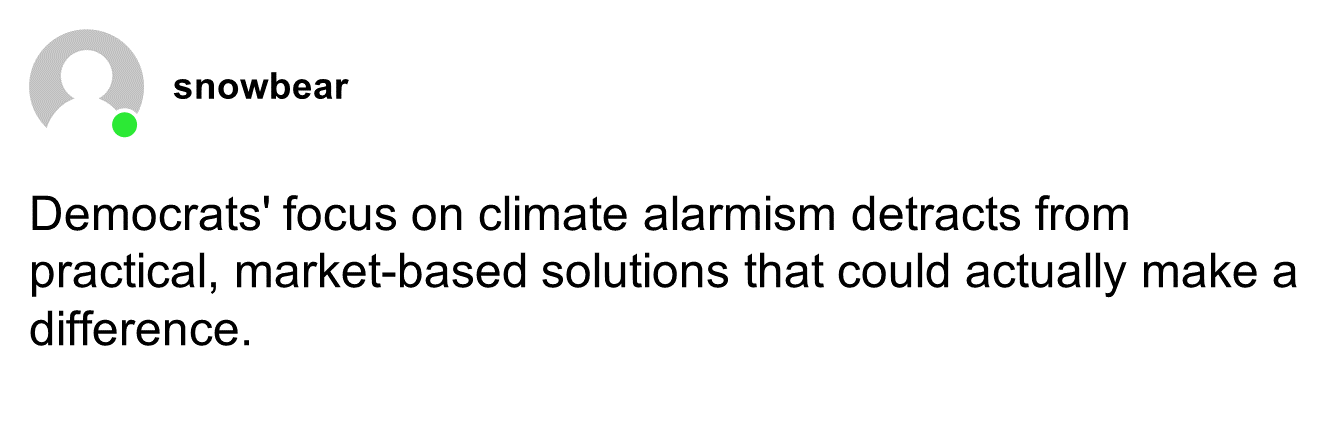 snowbear
Democrats' focus on climate alarmism detracts from
practical, market-based solutions that could actually make a
difference.